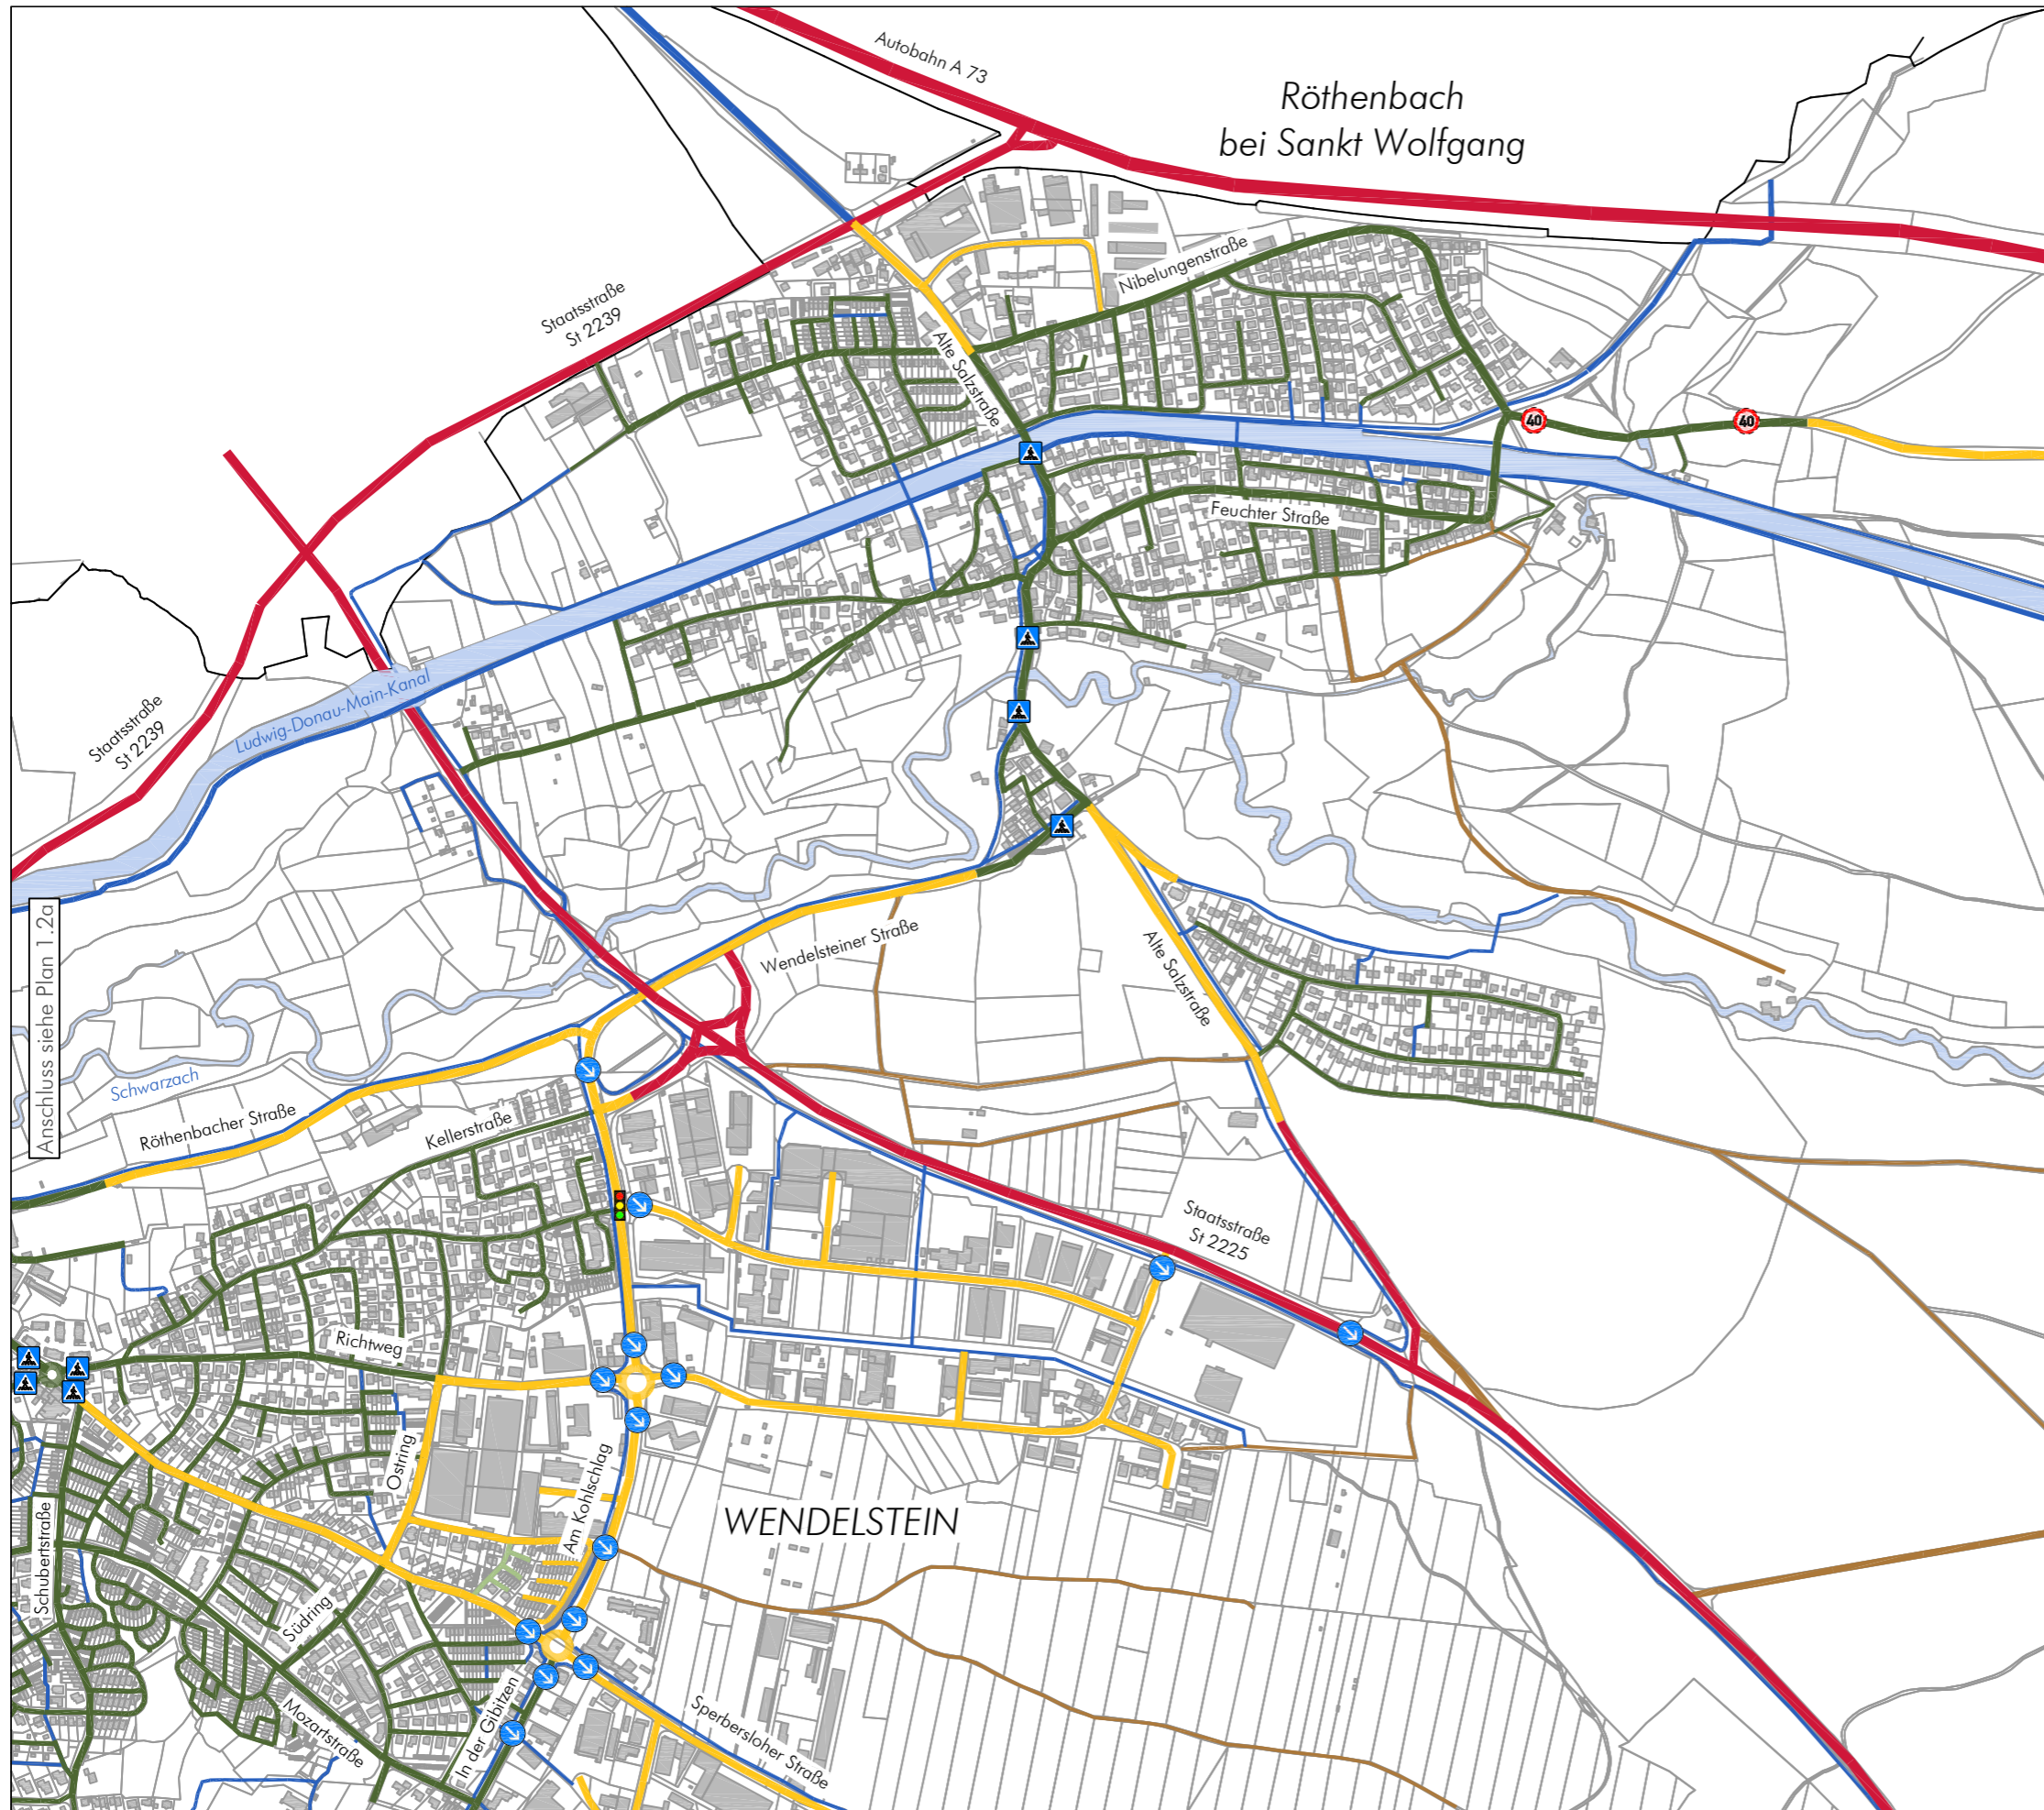 Autobahn A 73
Röthenbach
bei Sankt Wolfgang
Nibelungenstraße
Staatsstraße
St 2239
Alte Salzstraße
40
40
Feuchter Straße
Ludwig-Donau-Main-Kanal
Staatsstraße
St 2239
Anschluss siehe Plan 1.2a
Wendelsteiner Straße
Alte Salzstraße
Schwarzach
Röthenbacher Straße
Kellerstraße
Staatsstraße
St 2225
Richtweg
Ostring
Am Kohlschlag
WENDELSTEIN
Schubertstraße
Südring
Mozartstraße
In der Gibitzen
Sperbersloher Straße